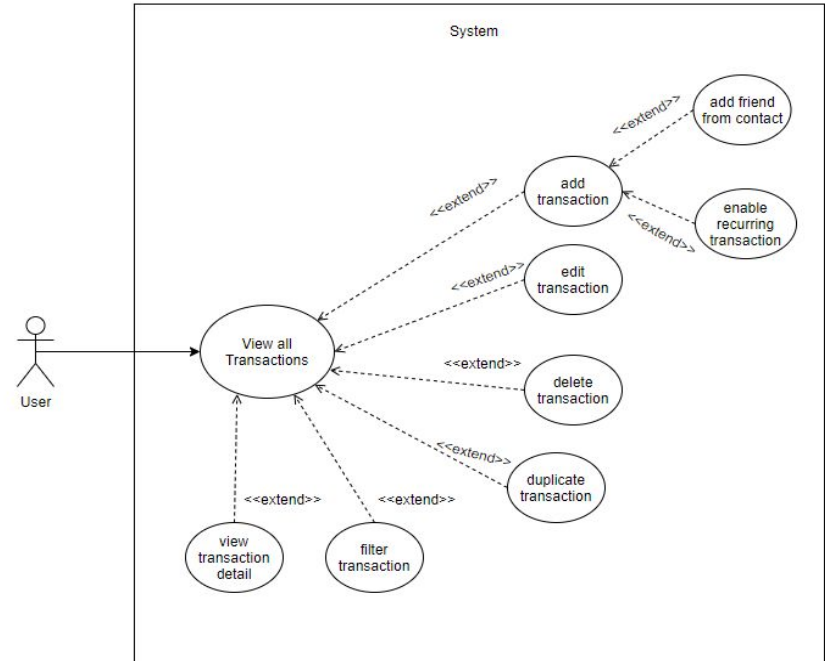 System
add friend
from contact
<<extend>>
add
transaction
<<extend>>
enable
recurring
transaction
<<extend>>
<<extend>>
edit
transaction
View all
Transactions
User
<<extend>>
delete
transaction
<<extend>>
duplicate
transaction
<<extend>>
<<extend>>
view
transaction
detail
filter
transaction